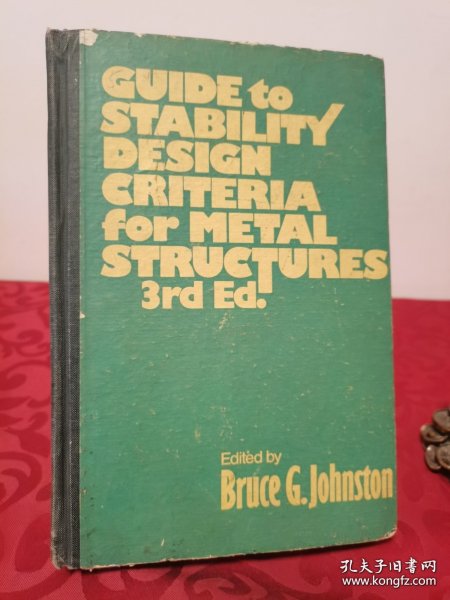 GUIDE to
STABILITY
DESIGN
CRITERIA
for METAL
STRUCTURES
3rd Ed.
Edited by
Bruce G. Johnston
孔夫子旧书网
www.kongfz.com